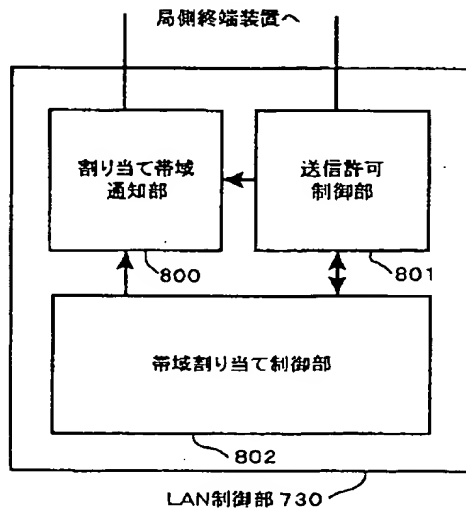 局側終端装置へ
割り当て帯域
通知部
送信許可
制御部
800
801
帯域割り当て制御部
802
LAN制御部 730